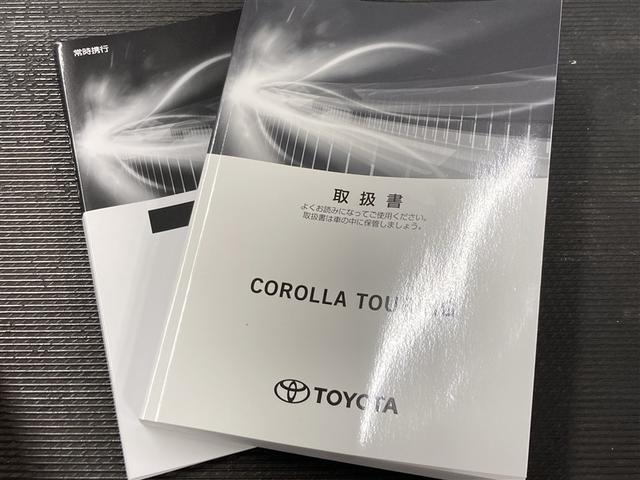 常時携行
取扱書
よくお読みになってご使用ください。
取扱書は車の中に保管しましょう。
COROLLA TOURING
TOYOTA